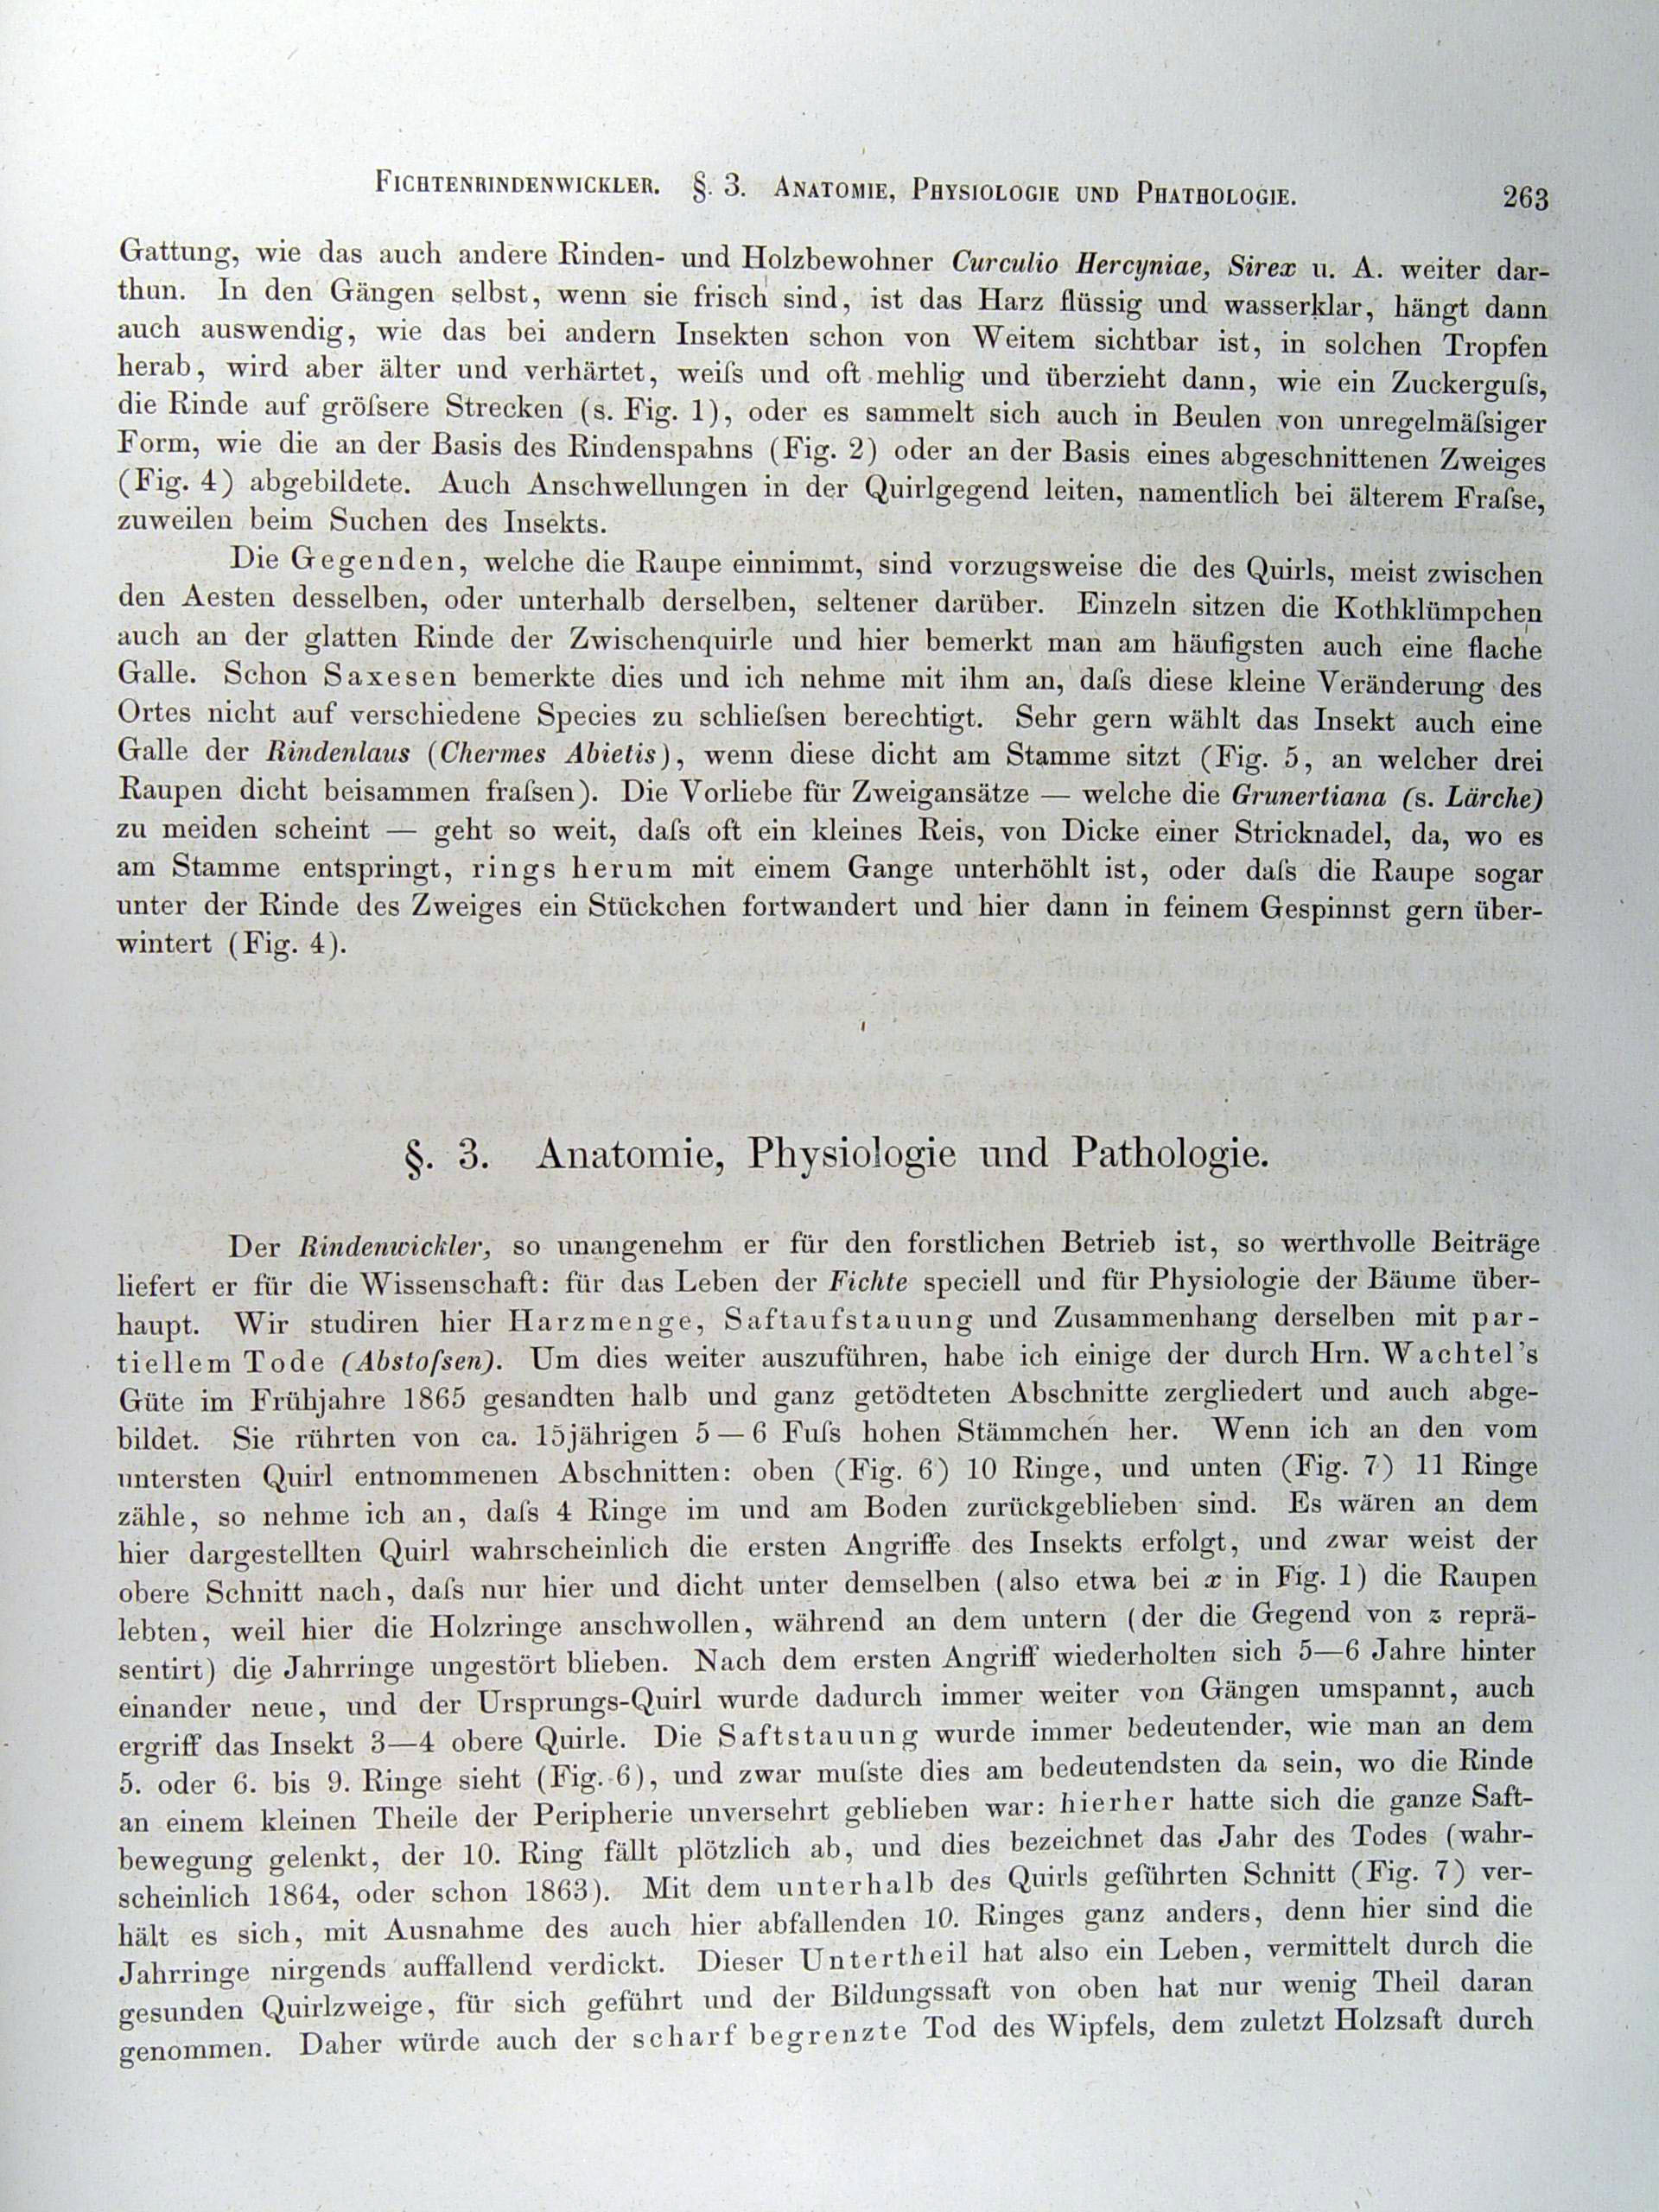 Fichtenrindenwickler. §. 3. Anatomie, Physiologie und Phathologie. 263
Gattung, wie das auch andere Rinden- und Holzbewohner Curculio Hercyniae, Sirex u. A. weiter dar-
thun. In den Gängen selbst, wenn sie frisch sind, ist das Harz flüssig und wasserklar, hängt dann
auch auswendig, wie das bei andern Insekten schon von Weitem sichtbar ist, in solchen Tropfen
herab, wird aber älter und verhärtet, weiſs und oft mehlig und überzieht dann, wie ein Zuckerguſs,
die Rinde auf gröſsere Strecken (s. Fig. 1), oder es sammelt sich auch in Beulen von unregelmäſsiger
Form, wie die an der Basis des Rindenspahns (Fig. 2) oder an der Basis eines abgeschnittenen Zweiges
(Fig. 4) abgebildete. Auch Anschwellungen in der Quirlgegend leiten, namentlich bei älterem Fraſse,
zuweilen beim Suchen des Insekts.
Die Gegenden, welche die Raupe einnimmt, sind vorzugsweise die des Quirls, meist zwischen
den Aesten desselben, oder unterhalb derselben, seltener darüber. Einzeln sitzen die Kothklümpchen
auch an der glatten Rinde der Zwischenquirle und hier bemerkt man am häufigsten auch eine flache
Galle. Schon Saxesen bemerkte dies und ich nehme mit ihm an, daſs diese kleine Veränderung des
Ortes nicht auf verschiedene Species zu schlieſsen berechtigt. Sehr gern wählt das Insekt auch eine
Galle der Rindenlaus (Chermes Abietis), wenn diese dicht am Stamme sitzt (Fig. 5, an welcher drei
Raupen dicht beisammen fraſsen). Die Vorliebe für Zweigansätze — welche die Grunertiana (s. Lärche)
zu meiden scheint — geht so weit, daſs oft ein kleines Reis, von Dicke einer Stricknadel, da, wo es
am Stamme entspringt, rings herum mit einem Gange unterhöhlt ist, oder daſs die Raupe sogar
unter der Rinde des Zweiges ein Stückchen fortwandert und hier dann in feinem Gespinnst gern über-
wintert (Fig. 4).
§. 3. Anatomie, Physiologie und Pathologie.
Der Rindenwickler, so unangenehm er für den forstlichen Betrieb ist, so werthvolle Beiträge
liefert er für die Wissenschaft: für das Leben der Fichte speciell und für Physiologie der Bäume über-
haupt. Wir studiren hier Harzmenge, Saftaufstauung und Zusammenhang derselben mit par-
tiellem Tode (Abstoſsen). Um dies weiter auszuführen, habe ich einige der durch Hrn. Wachtel's
Güte im Frühjahre 1865 gesandten halb und ganz getödteten Abschnitte zergliedert und auch abge-
bildet. Sie rührten von ca. 15jährigen 5 — 6 Fuſs hohen Stämmchen her. Wenn ich an den vom
untersten Quirl entnommenen Abschnitten: oben (Fig. 6) 10 Ringe, und unten (Fig. 7) 11 Ringe
zähle, so nehme ich an, daſs 4 Ringe im und am Boden zurückgeblieben sind. Es wären an dem
hier dargestellten Quirl wahrscheinlich die ersten Angriffe des Insekts erfolgt, und zwar weist der
obere Schnitt nach, daſs nur hier und dicht unter demselben (also etwa bei x in Fig. 1) die Raupen
lebten, weil hier die Holzringe anschwollen, während an dem untern (der die Gegend von z reprä-
sentirt) die Jahrringe ungestört blieben. Nach dem ersten Angriff wiederholten sich 5—6 Jahre hinter
einander neue, und der Ursprungs-Quirl wurde dadurch immer weiter von Gängen umspannt, auch
ergriff das Insekt 3—4 obere Quirle. Die Saftstauung wurde immer bedeutender, wie man an dem
5. oder 6. bis 9. Ringe sieht (Fig. 6), und zwar muſste dies am bedeutendsten da sein, wo die Rinde
an einem kleinen Theile der Peripherie unversehrt geblieben war: hierher hatte sich die ganze Saft-
bewegung gelenkt, der 10. Ring fällt plötzlich ab, und dies bezeichnet das Jahr des Todes (wahr-
scheinlich 1864, oder schon 1863). Mit dem unterhalb des Quirls geführten Schnitt (Fig. 7) ver-
hält es sich, mit Ausnahme des auch hier abfallenden 10. Ringes ganz anders, denn hier sind die
Jahrringe nirgends auffallend verdickt. Dieser Untertheil hat also ein Leben, vermittelt durch die
gesunden Quirlzweige, für sich geführt und der Bildungssaft von oben hat nur wenig Theil daran
genommen. Daher würde auch der scharf begrenzte Tod des Wipfels, dem zuletzt Holzsaft durch